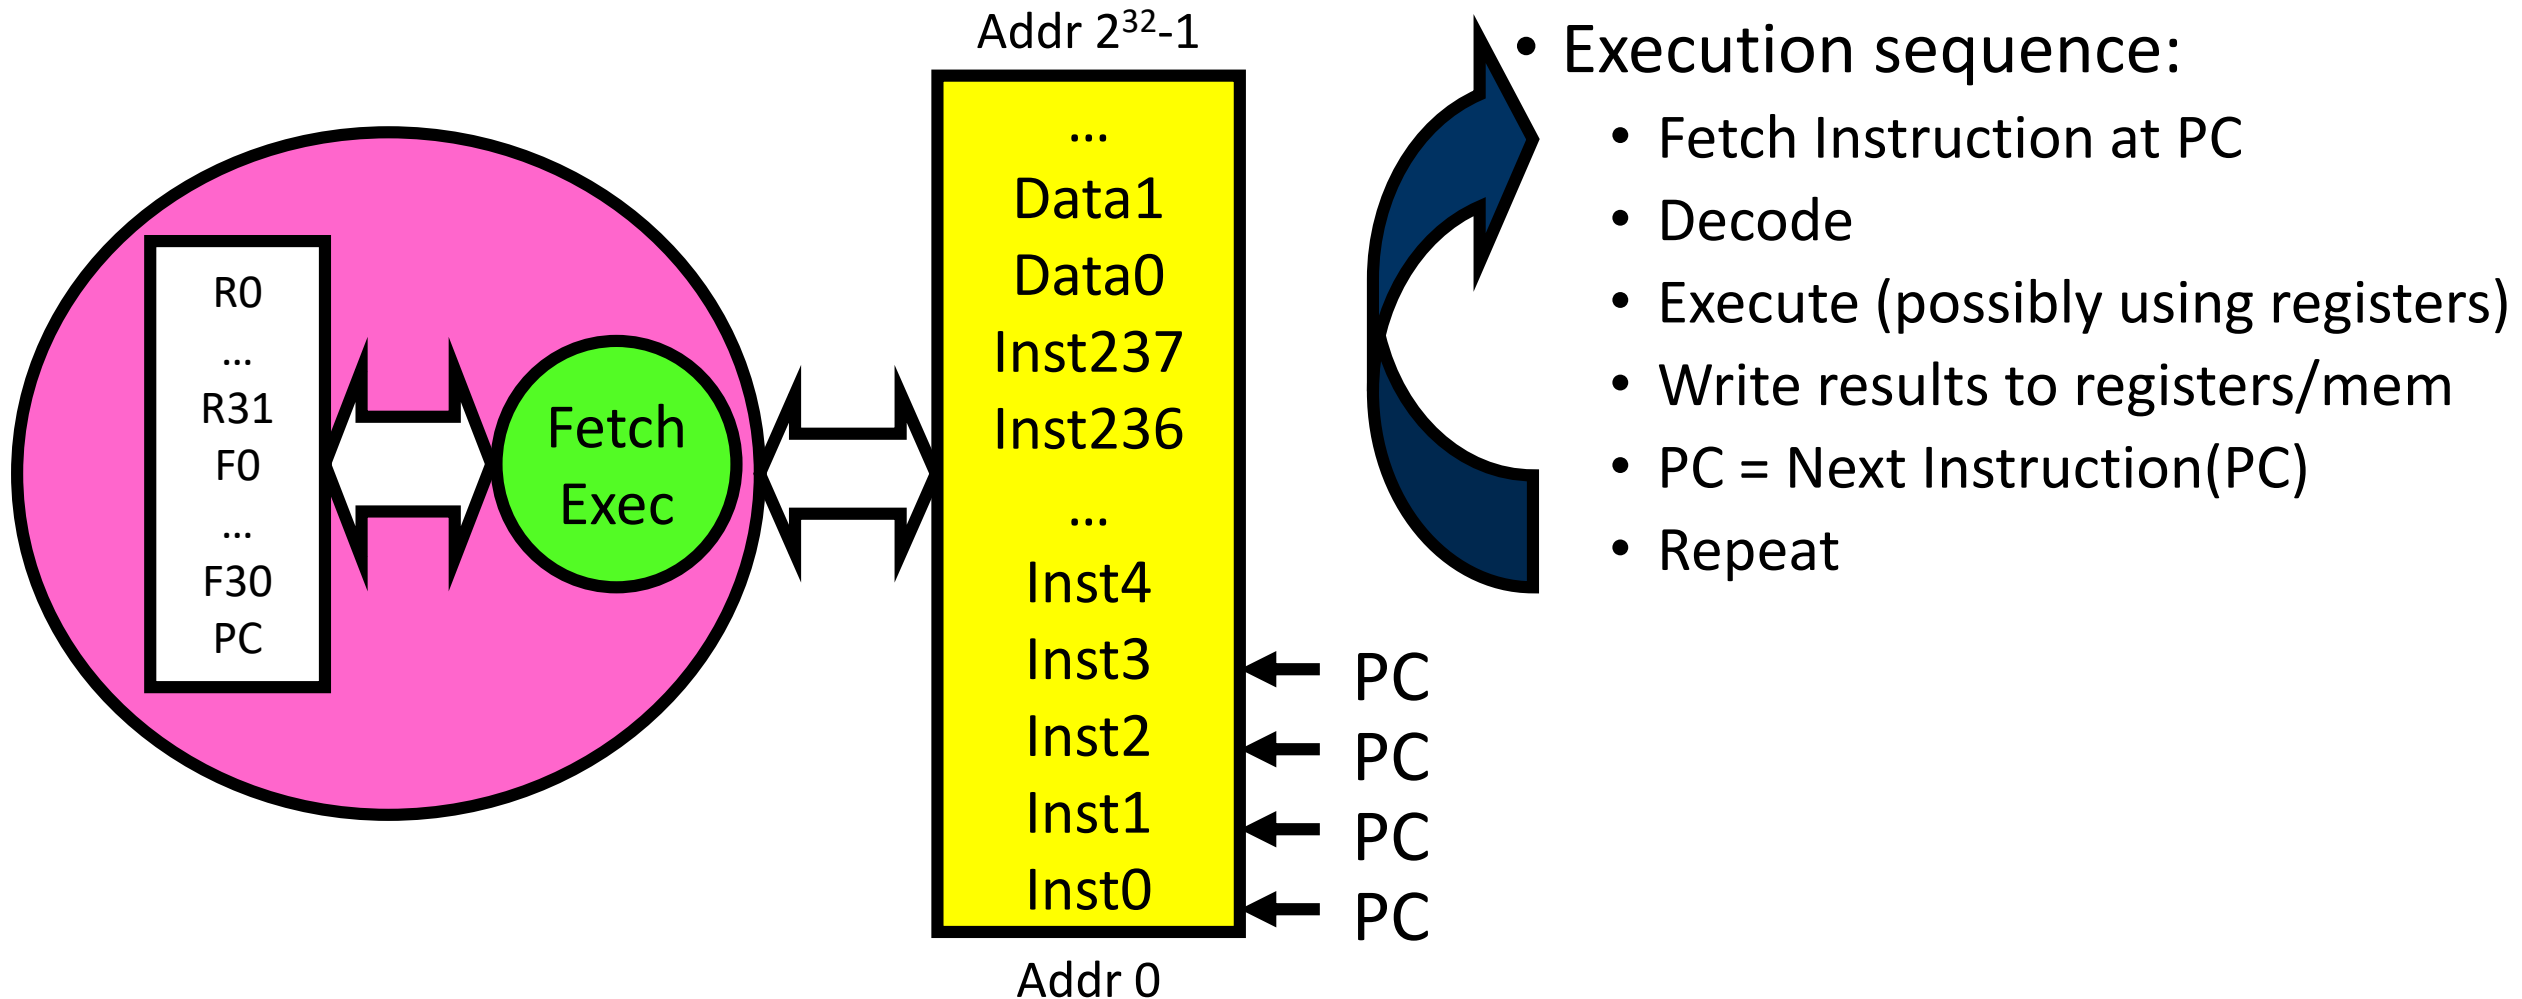 R0
…
R31
F0
…
F30
PC
Fetch
Exec
Addr 2³²-1
…
Data1
Data0
Inst237
Inst236
…
Inst4
Inst3
Inst2
Inst1
Inst0
Addr 0
PC
PC
PC
PC
• Execution sequence:
• Fetch Instruction at PC
• Decode
• Execute (possibly using registers)
• Write results to registers/mem
• PC = Next Instruction(PC)
• Repeat